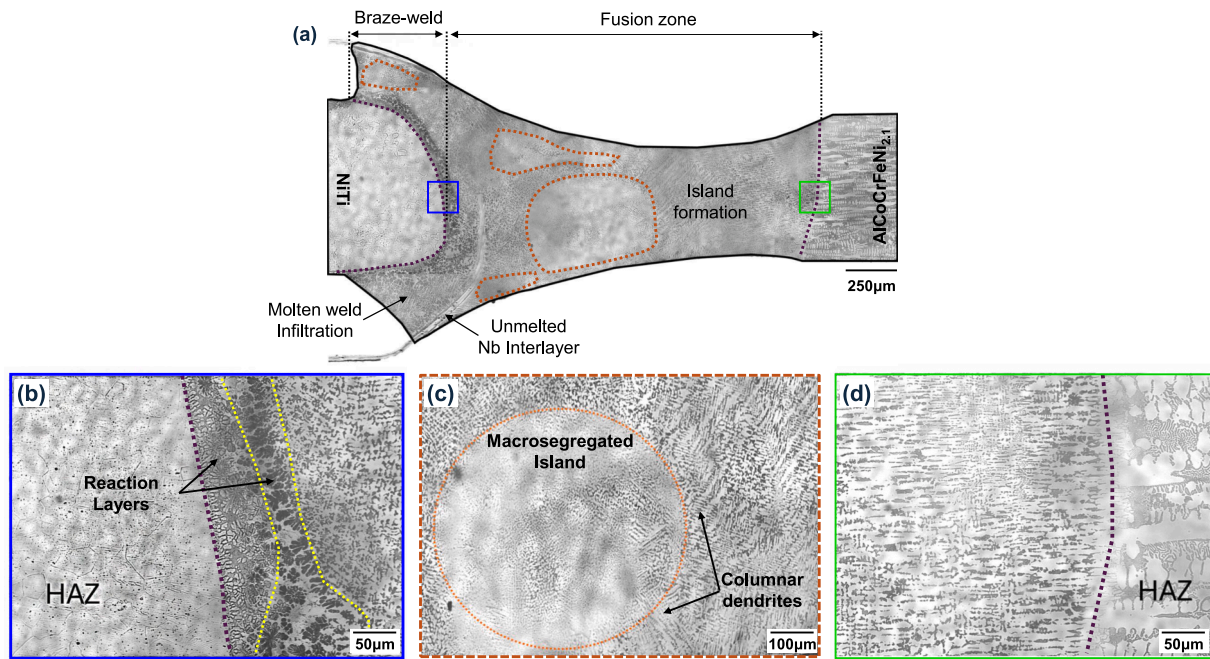 (a)
Braze-weld
Fusion zone
NiTi
Island
formation
AlCoCrFeNi2.1
250μm
Molten weld
Infiltration
Unmelted
Nb Interlayer
(b)
Reaction
Layers
HAZ
50μm
(c)
Macrosegregated
Island
Columnar
dendrites
100μm
(d)
HAZ
50μm